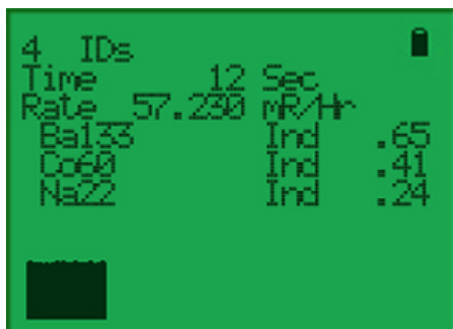 4 IDs
Time 12 Sec
Rate 57.230 mR/Hr
Ba133 Ind .65
Co60 Ind .41
Na22 Ind .24